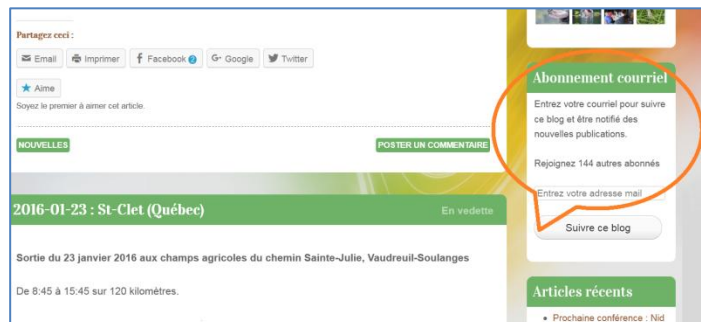 Partagez ceci :
Email
Imprimer
Facebook 2
G+ Google
Twitter
Aime
Soyez le premier à aimer cet article.
NOUVELLES
POSTER UN COMMENTAIRE
2016-01-23 : St-Clet (Québec)
En vedette
Sortie du 23 janvier 2016 aux champs agricoles du chemin Sainte-Julie, Vaudreuil-Soulanges
De 8:45 à 15:45 sur 120 kilomètres.
Abonnement courriel
Entrez votre courriel pour suivre
ce blog et être notifié des
nouvelles publications.
Rejoignez 144 autres abonnés
Entrez votre adresse mail
Suivre ce blog
Articles récents
Prochaine conférence : Nid